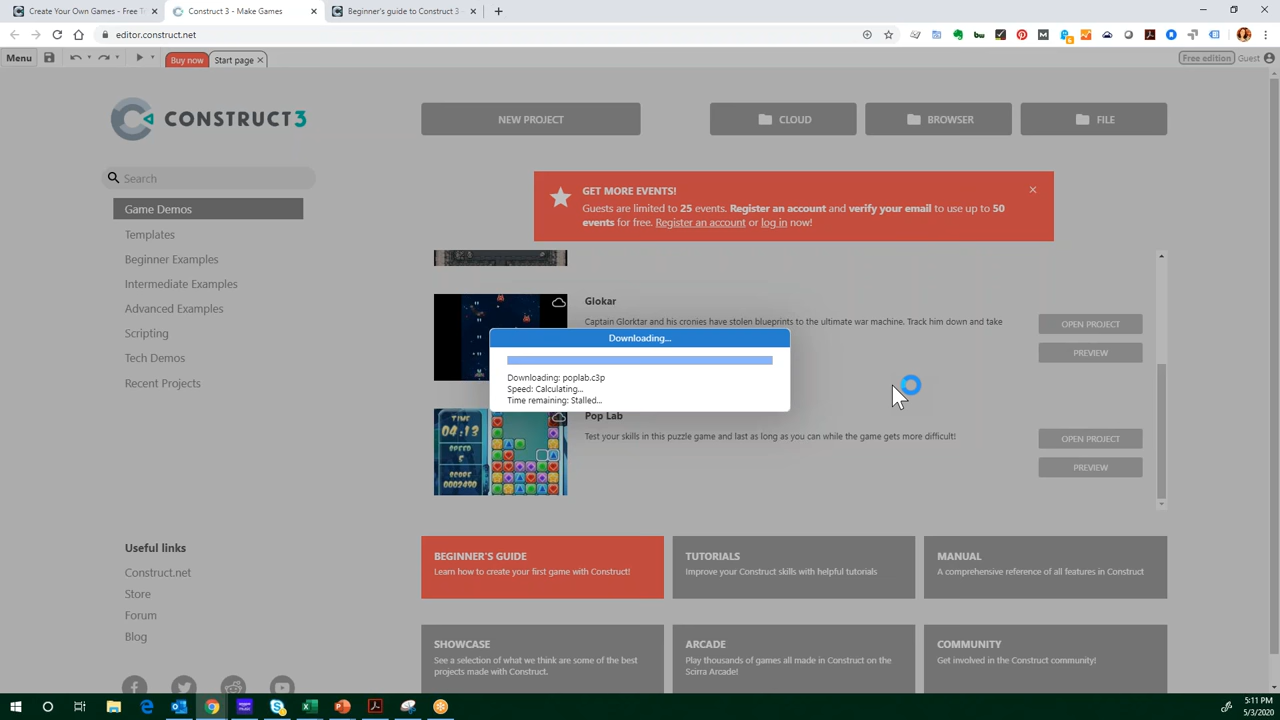 Create Your Own Games - Free T
Construct 3 - Make Games
Beginner's guide to Construct 3 -
editor.construct.net
Menu
Buy now
Start page
Free edition
Guest
CONSTRUCT 3
NEW PROJECT
CLOUD
BROWSER
FILE
Search
GET MORE EVENTS!
Guests are limited to 25 events. Register an account and verify your email to use up to 50
events for free. Register an account or log in now!
Game Demos
Templates
Beginner Examples
Intermediate Examples
Advanced Examples
Scripting
Tech Demos
Recent Projects
Glokar
Captain Glorktar and his cronies have stolen blueprints to the ultimate war machine. Track him down and take
OPEN PROJECT
PREVIEW
Downloading...
Downloading: poplab.c3p
Speed: Calculating...
Time remaining: Stalled...
Pop Lab
Test your skills in this puzzle game and last as long as you can while the game gets more difficult!
OPEN PROJECT
PREVIEW
TIME
04:13
SPEED
SCORE
0002490
Useful links
Construct.net
Store
Forum
Blog
BEGINNER'S GUIDE
Learn how to create your first game with Construct!
TUTORIALS
Improve your Construct skills with helpful tutorials
MANUAL
A comprehensive reference of all features in Construct
SHOWCASE
See a selection of what we think are some of the best
projects made with Construct.
ARCADE
Play thousands of games all made in Construct on the
Scirra Arcade!
COMMUNITY
Get involved in the Construct community!
5:11 PM
5/3/2020